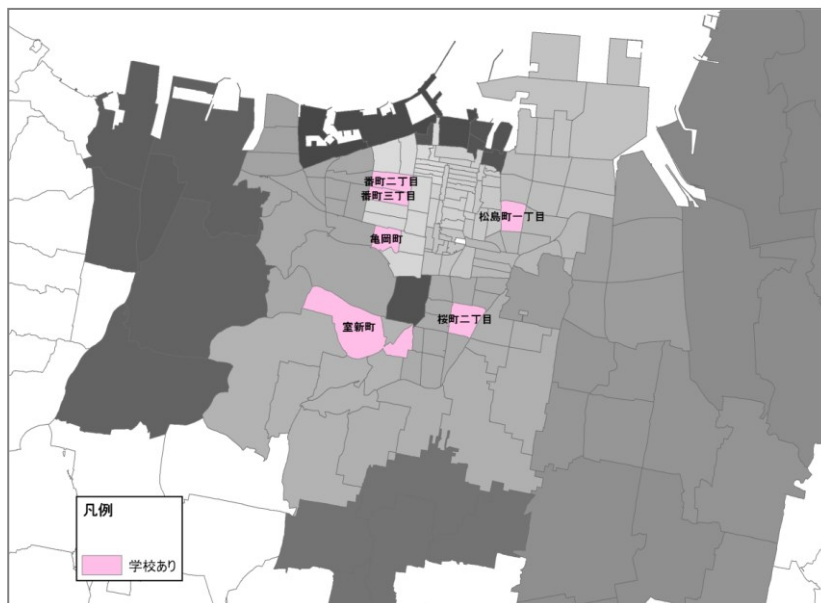 番町二丁目
番町三丁目
松島町一丁目
亀岡町
室新町
桜町二丁目
凡例
学校あり